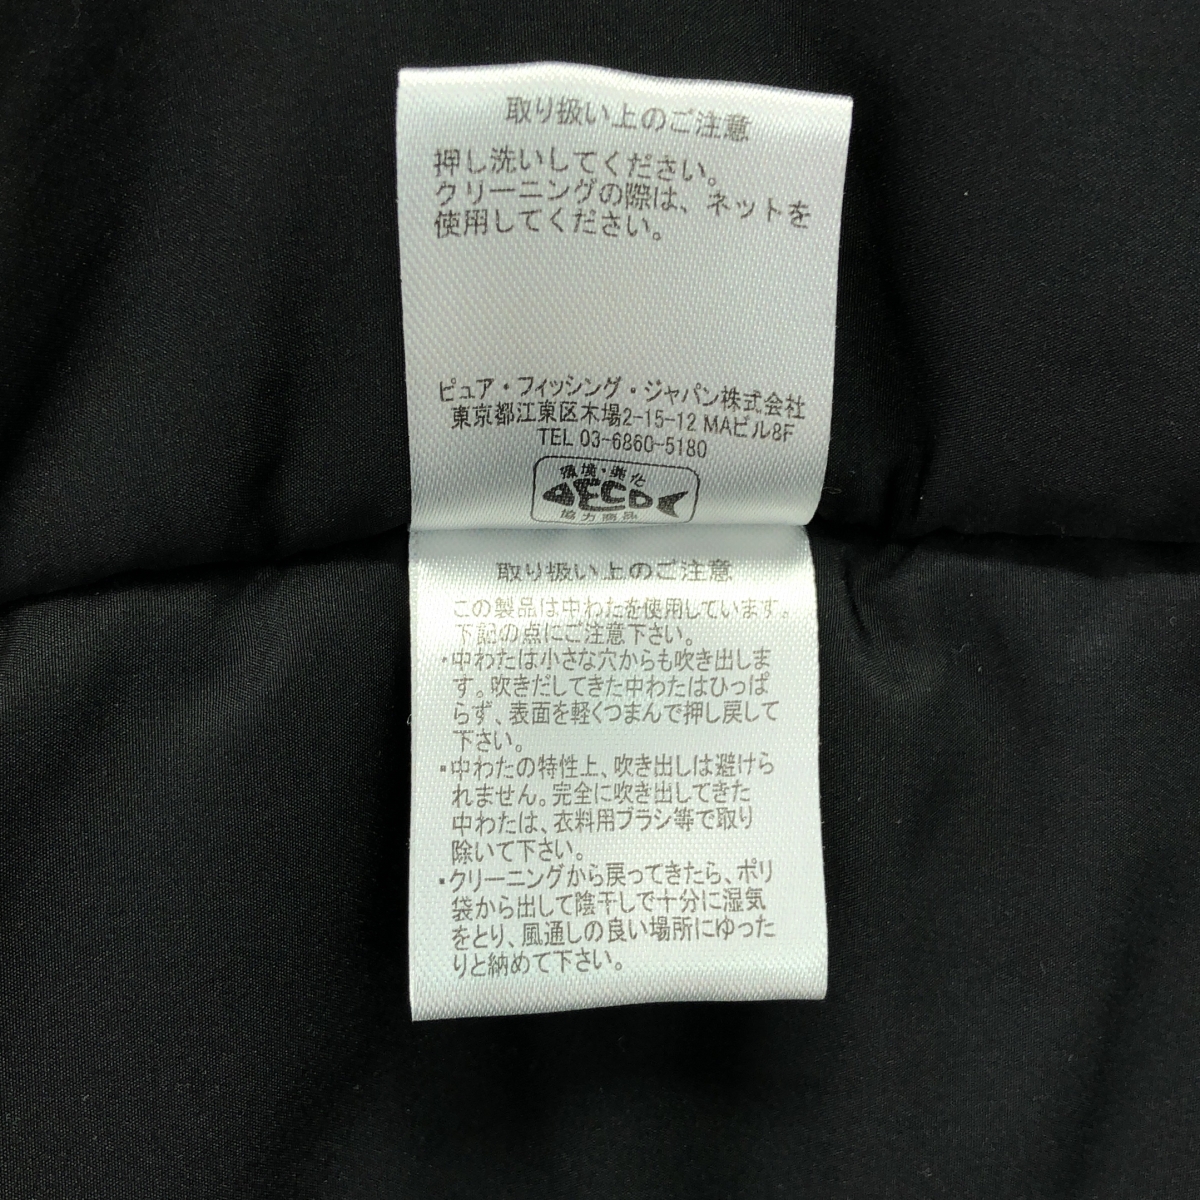 取り扱い上のご注意
押し洗いしてください。
クリーニングの際は、ネットを
使用してください。
ピュア・フィッシング・ジャパン株式会社
東京都江東区木場2-15-12 MAビル8F
TEL 03-6860-5180
環境・美化
ECO
協力商品
取り扱い上のご注意
この製品は中わたを使用しています。
下記の点にご注意下さい。
・中わたは小さな穴からも吹き出しま
す。吹きだしてきた中わたはひっぱ
らず、表面を軽くつまんで押し戻して
下さい。
・中わたの特性上、吹き出しは避けら
れません。完全に吹き出してきた
中わたは、衣料用ブラシ等で取り
除いて下さい。
・クリーニングから戻ってきたら、ポリ
袋から出して陰干しで十分に湿気
をとり、風通しの良い場所にゆった
りと納めて下さい。